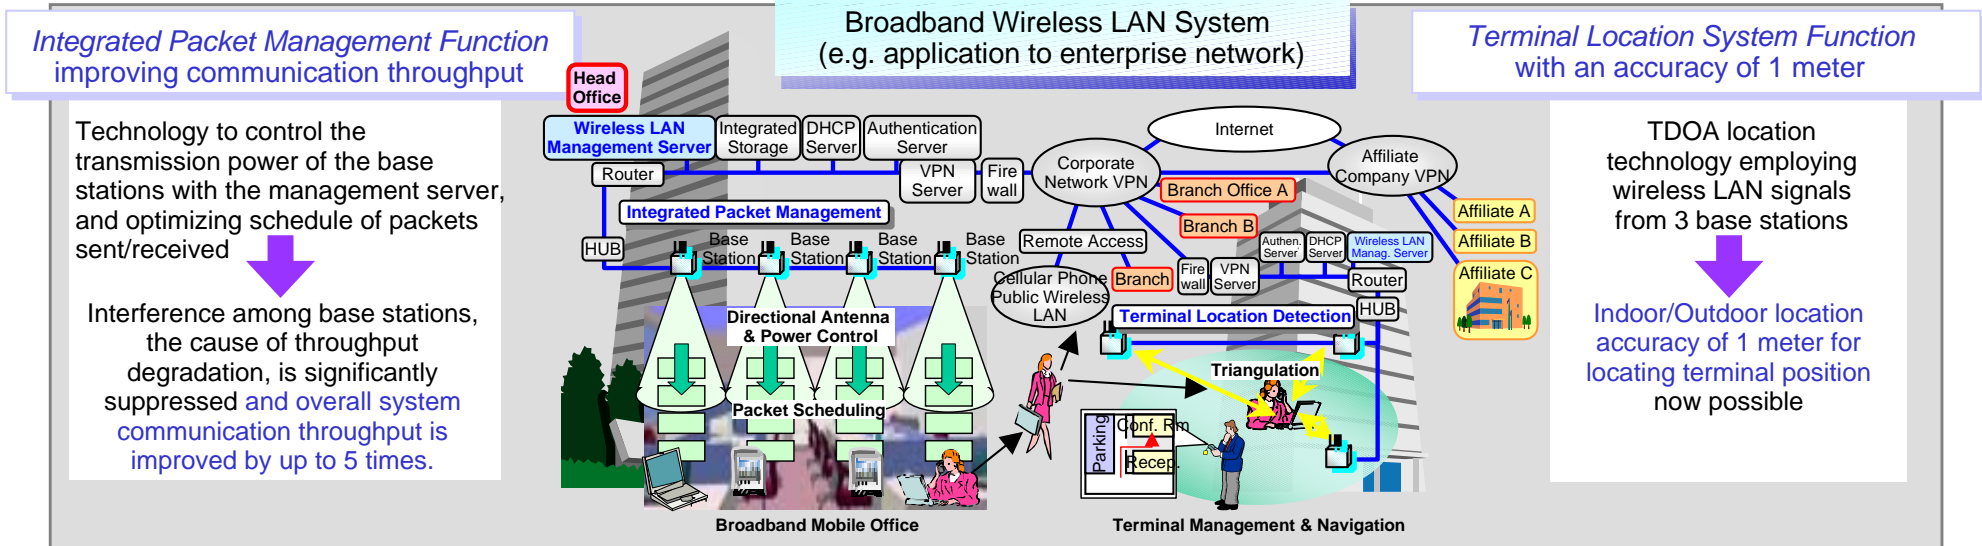 Integrated Packet Management Function
improving communication throughput
Technology to control the
transmission power of the base
stations with the management server,
and optimizing schedule of packets
sent/received
Interference among base stations,
the cause of throughput
degradation, is significantly
suppressed and overall system
communication throughput is
improved by up to 5 times.
Broadband Wireless LAN System
(e.g. application to enterprise network)
Head
Office
Wireless LAN
Management Server
Integrated
Storage
DHCP
Server
Authentication
Server
Router
VPN
Server
Fire
wall
Corporate
Network VPN
Internet
Affiliate
Company VPN
Integrated Packet Management
Branch Office A
Branch B
Affiliate A
Affiliate B
Affiliate C
HUB
Base
Station
Base
Station
Base
Station
Base
Station
Remote Access
Cellular Phone
Public Wireless
LAN
Branch
Fire
wall
VPN
Server
Authen.
Server
DHCP
Server
Wireless LAN
Manag. Server
Router
HUB
Directional Antenna
& Power Control
Packet Scheduling
Terminal Location Detection
Triangulation
Parking
Conf. Rm
Recep.
Broadband Mobile Office
Terminal Management & Navigation
Terminal Location System Function
with an accuracy of 1 meter
TDOA location
technology employing
wireless LAN signals
from 3 base stations
Indoor/Outdoor location
accuracy of 1 meter for
locating terminal position
now possible